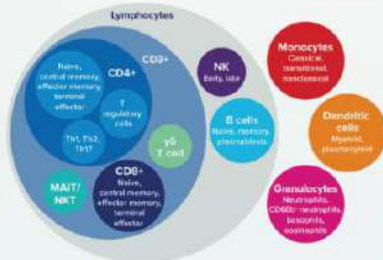 Lymphocytes
CD3+
CD4+
Naive,
central memory,
effector memory,
terminal
effector
T
regulatory
cells
Th1, Th2,
Th17
γδ
T cell
MAIT/
NKT
CD8+
Naive,
central memory,
effector memory,
terminal
effector
NK
Early, late
B cells
Naive, memory,
plasmablasts
Monocytes
Classical,
transitional,
nonclassical
Dendritic
cells
Myeloid,
plasmacytoid
Granulocytes
Neutrophils,
CD66b- neutrophils,
basophils,
eosinophils